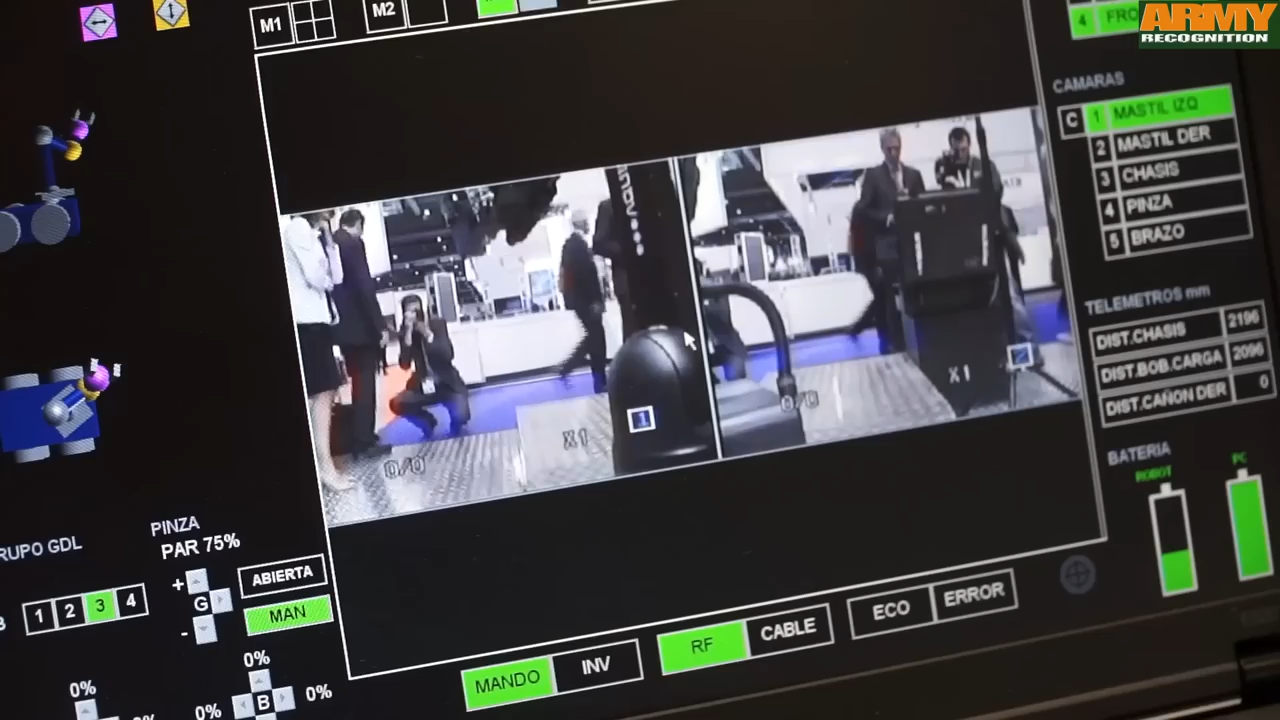 M1
M2
4 FRO
ARMY
RECOGNITION
CAMARAS
C 1 MASTIL IZQ
2 MASTIL DER
3 CHASIS
4 PINZA
5 BRAZO
TELEMETROS mm
DIST.CHASIS 2196
DIST.BOB.CARGA 2096
DIST.CAÑON DER 0
BATERIA
ROBOT PC
X1
0/0
1
X1
0/0
2
RUPO GDL
1 2 3 4
PINZA
PAR 75%
+
G
-
ABIERTA
MAN
0%
0%
B
0%
0%
MANDO INV
RF CABLE
ECO ERROR